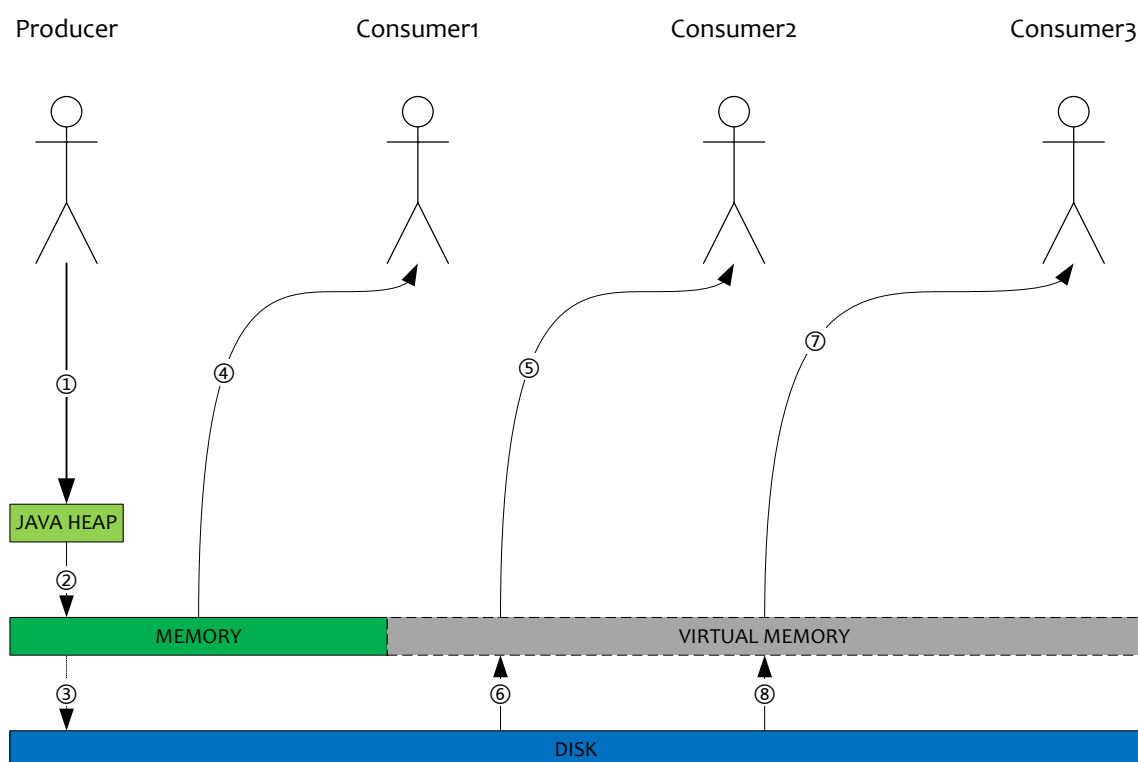 Producer
Consumer1
Consumer2
Consumer3
④
⑤
⑦
①
JAVA HEAP
②
MEMORY
VIRTUAL MEMORY
③
⑥
⑧
DISK